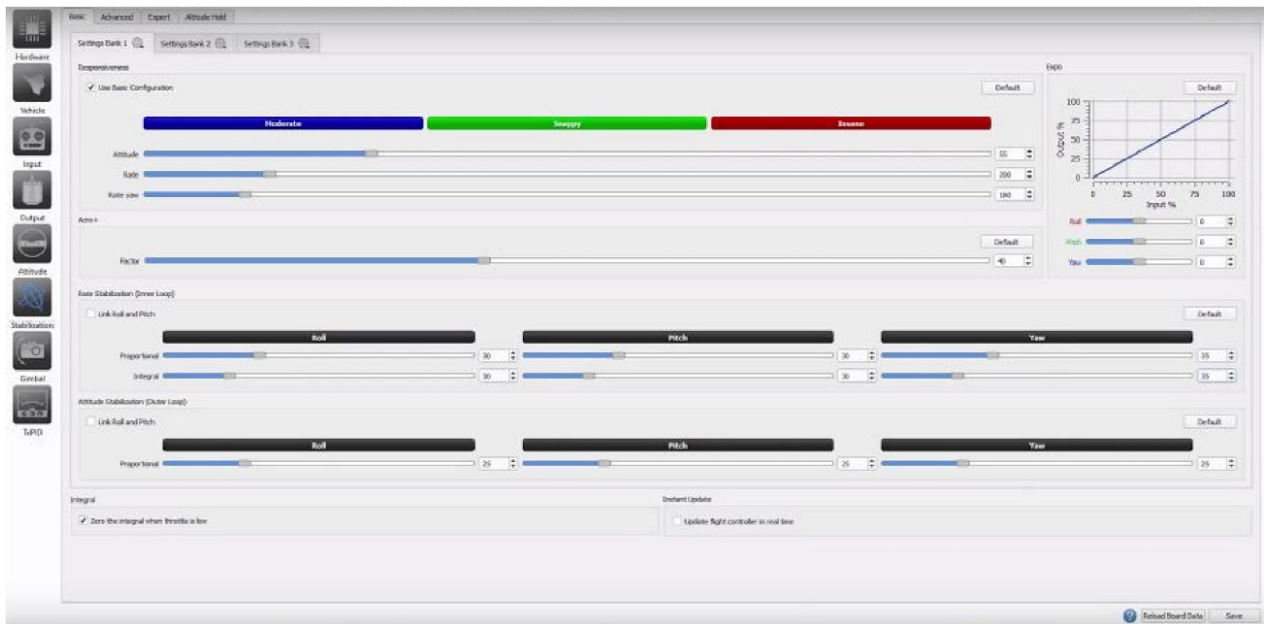 Basic Advanced Expert Altitude Hold
Settings Bank 1 Settings Bank 2 Settings Bank 3
Hardware
Vehicle
Input
Output
Attitude
Stabilization
Gimbal
TxPID
Responsiveness
Use Basic Configuration Default
Moderate Snappy Insane
Attitude 55
Rate 200
Rate yaw 180
Acro+
Default
Factor 40
Expo
Default
Output %
100
75
50
25
0
0 25 50 75 100
Input %
Roll 0
Pitch 0
Yaw 0
Rate Stabilization (Inner Loop)
Link Roll and Pitch Default
Roll Pitch Yaw
Proportional 30 30 35
Integral 30 30 35
Attitude Stabilization (Outer Loop)
Link Roll and Pitch Default
Roll Pitch Yaw
Proportional 25 25 25
Integral
Zero the integral when throttle is low
Instant Update
Update flight controller in real time
Reload Board Data Save